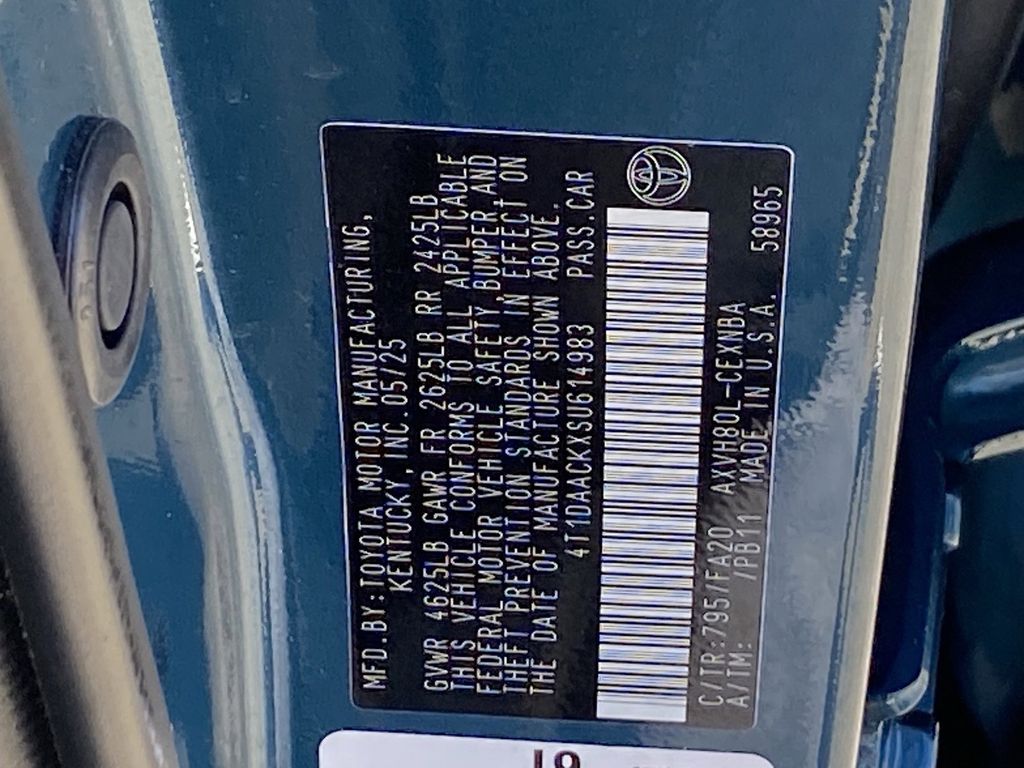 MFD.BY:TOYOTA MOTOR MANUFACTURING,
KENTUCKY, INC.05/25
GVWR 4625LB GAWR FR 2625LB RR 2425LB
THIS VEHICLE CONFORMS TO ALL APPLICABLE
FEDERAL MOTOR VEHICLE SAFETY,BUMPER,AND
THEFT PREVENTION STANDARDS IN EFFECT ON
THE DATE OF MANUFACTURE SHOWN ABOVE.
4T1DAACKXSU614983 PASS.CAR
C/TR:795/FA20 AXVH80L-CEXNBA
A/TM: /PB11 MADE IN U.S.A. 58965